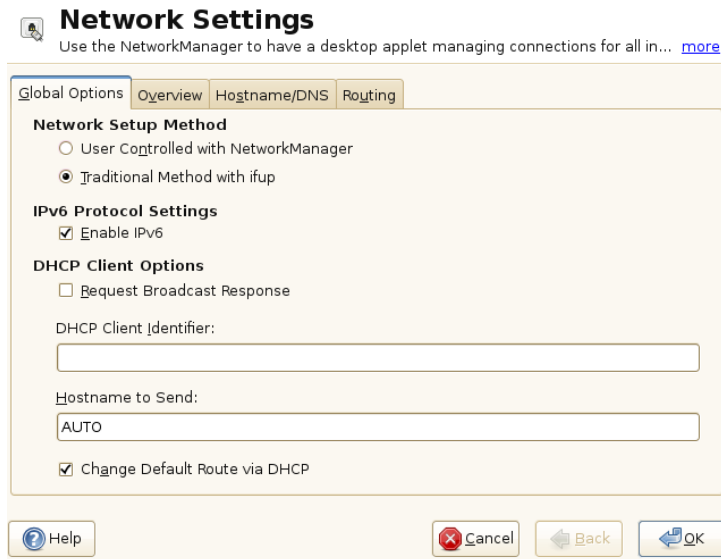 Network Settings
Use the NetworkManager to have a desktop applet managing connections for all in... more
Global Options Overview Hostname/DNS Routing
Network Setup Method
User Controlled with NetworkManager
Traditional Method with ifup
IPv6 Protocol Settings
Enable IPv6
DHCP Client Options
Request Broadcast Response
DHCP Client Identifier:
Hostname to Send:
AUTO
Change Default Route via DHCP
Help Cancel Back OK